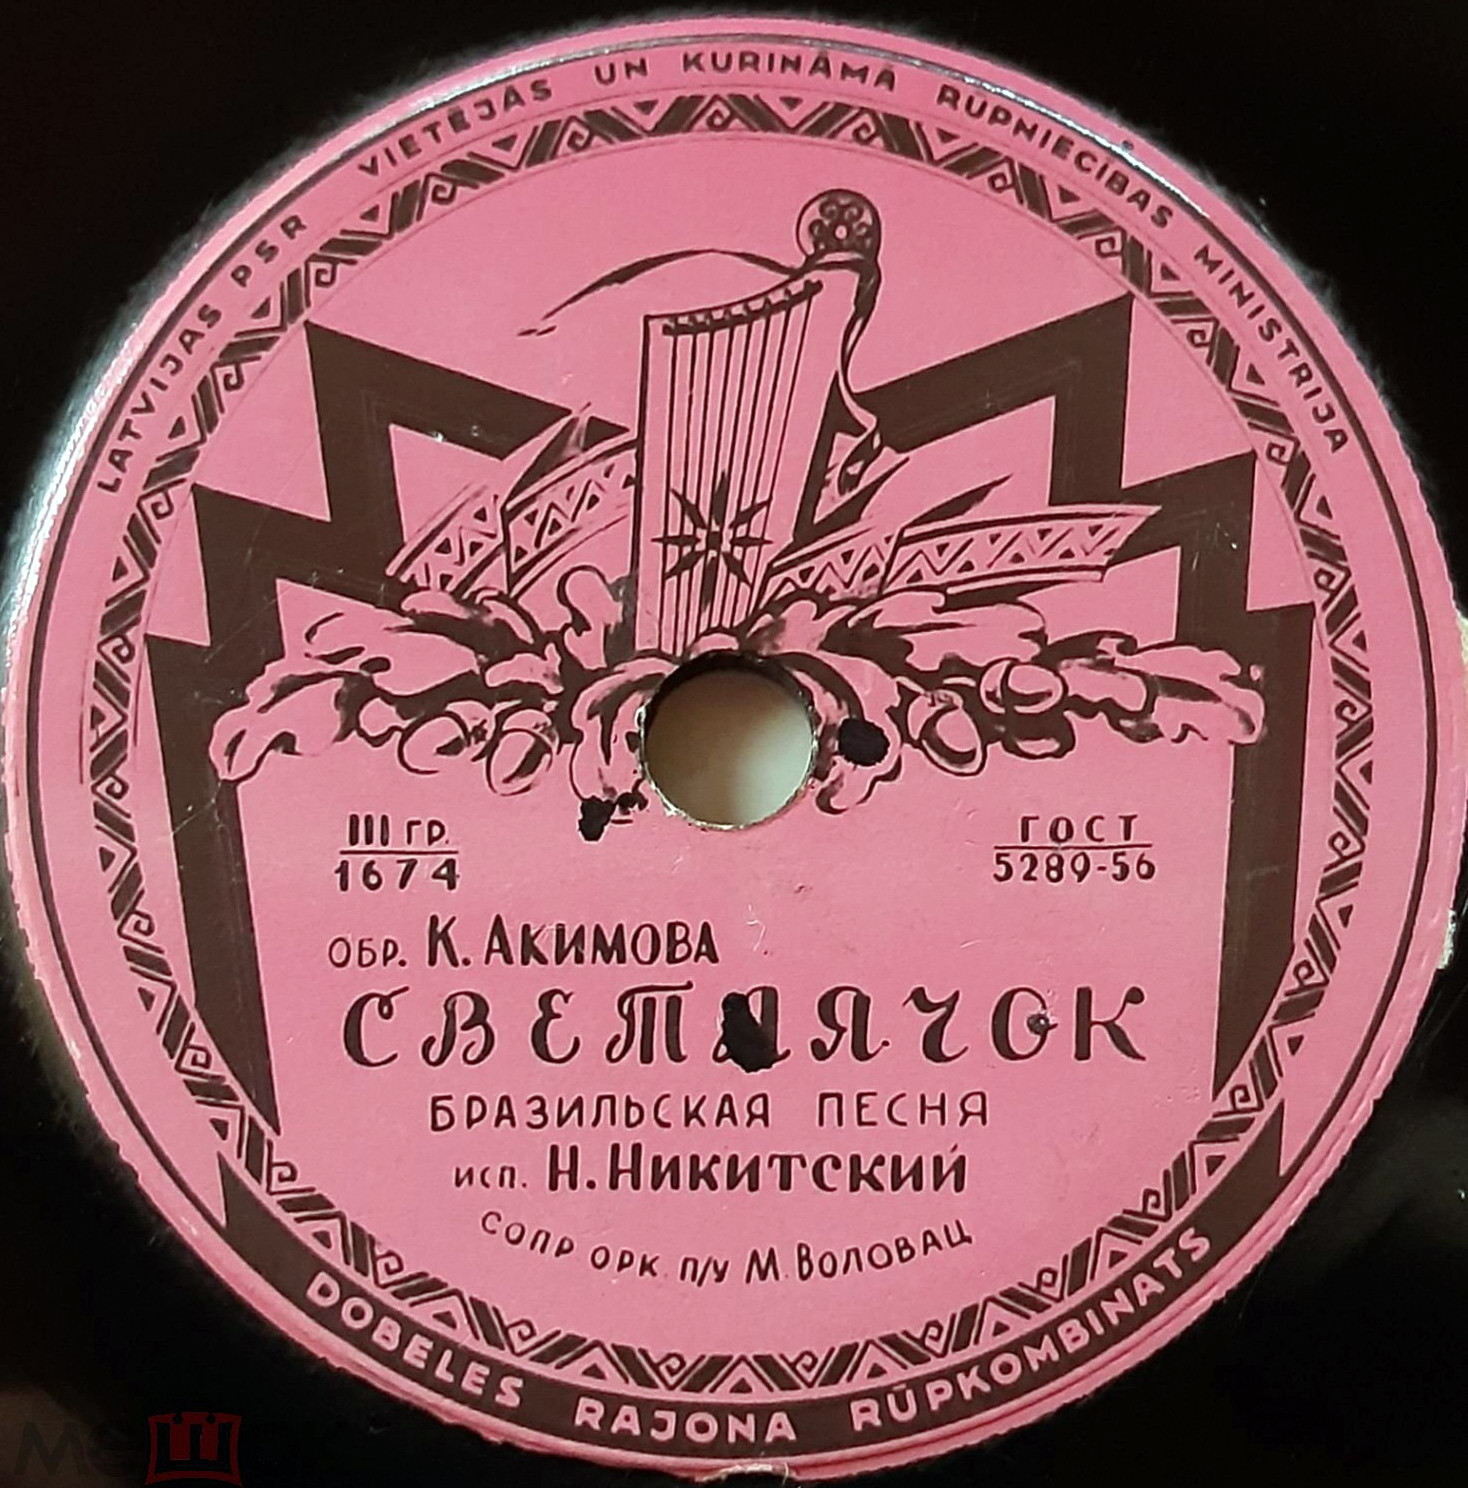 LATVIJAS PSR VIETĒJĀS UN KURINĀMĀ RŪPNIECĪBAS MINISTRIJA
III ГР. ГОСТ
1674 5289-56
ОБР. К. АКИМОВА
СВЕТЛЯЧОК
БРАЗИЛЬСКАЯ ПЕСНЯ
ИСП. Н. НИКИТСКИЙ
СОПР ОРК. П/У М. ВОЛОВАЦ
DOBELES RAJONA RŪPKOMBINATS